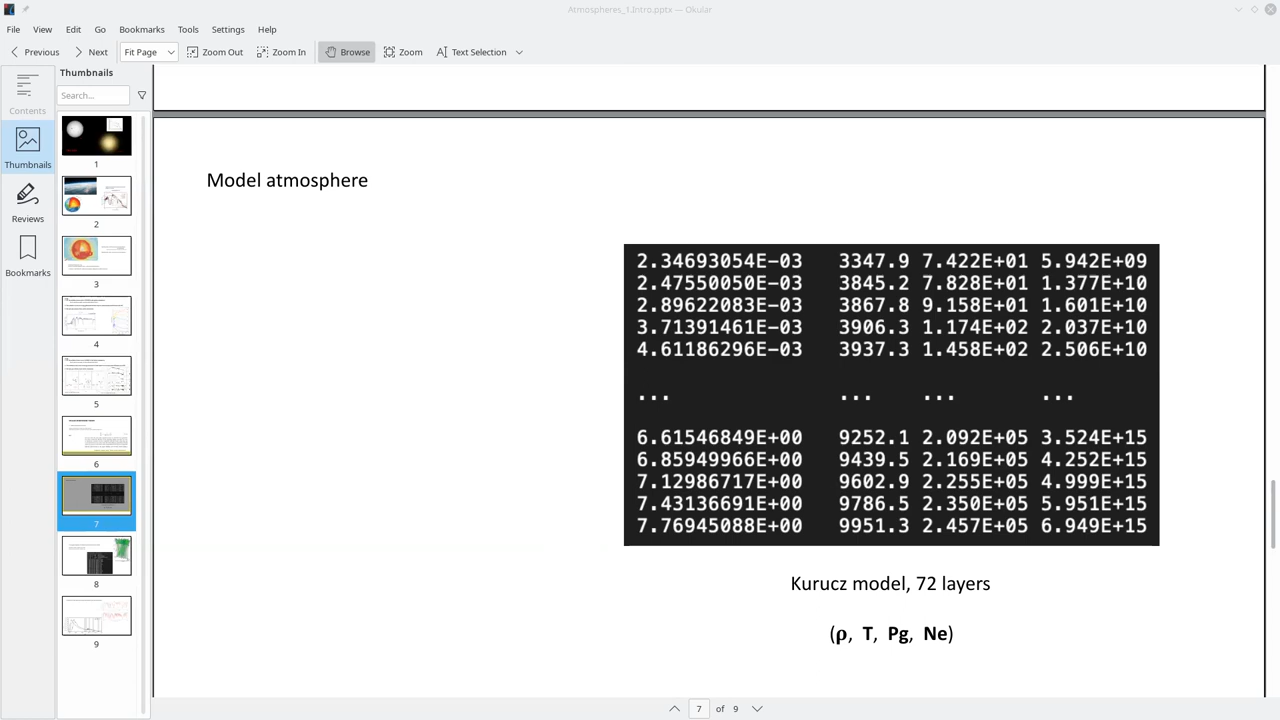 Atmospheres_1.Intro.pptx — Okular
File View Edit Go Bookmarks Tools Settings Help
Previous Next Fit Page Zoom Out Zoom In Browse Zoom Text Selection
Contents
Thumbnails
Reviews
Bookmarks
Thumbnails
Search...
1
2
3
4
5
6
7
8
9
Model atmosphere
2.34693054E−03 3347.9 7.422E+01 5.942E+09
2.47550050E−03 3845.2 7.828E+01 1.377E+10
2.89622083E−03 3867.8 9.158E+01 1.601E+10
3.71391461E−03 3906.3 1.174E+02 2.037E+10
4.61186296E−03 3937.3 1.458E+02 2.506E+10
... ... ... ...
6.61546849E+00 9252.1 2.092E+05 3.524E+15
6.85949966E+00 9439.5 2.169E+05 4.252E+15
7.12986717E+00 9602.9 2.255E+05 4.999E+15
7.43136691E+00 9786.5 2.350E+05 5.951E+15
7.76945088E+00 9951.3 2.457E+05 6.949E+15
Kurucz model, 72 layers
(ρ, T, Pg, Ne)
7 of 9